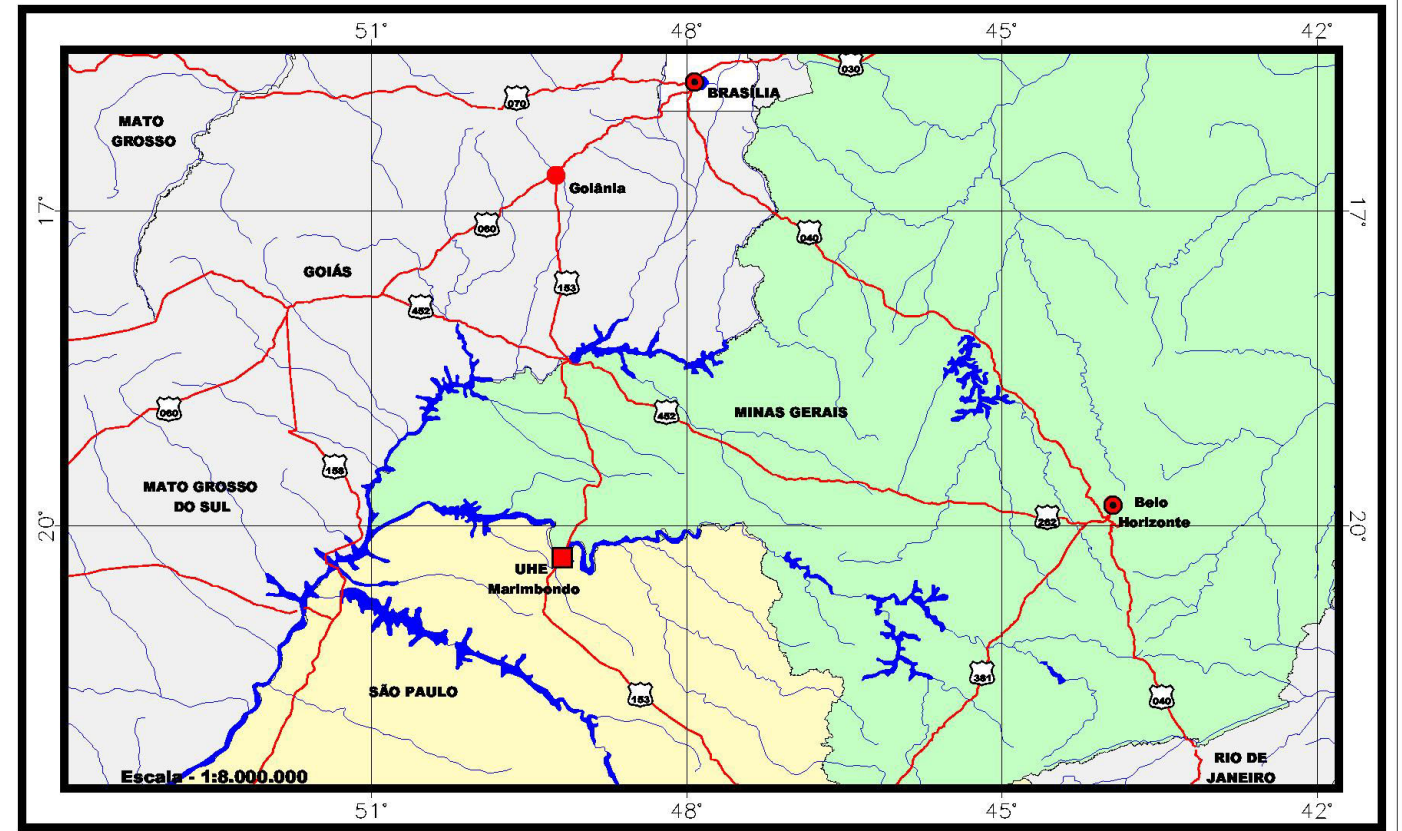 51° 48° 45° 42°
030
BRASÍLIA
070
MATO
GROSSO
Goiânia
17° 17°
060
040
GOIÁS
153
452
060
452
MINAS GERAIS
158
MATO GROSSO
DO SUL
Belo
Horizonte
262
20° 20°
UHE
Marimbondo
381
SÃO PAULO
153
040
RIO DE
JANEIRO
Escala - 1:8.000.000
51° 48° 45° 42°